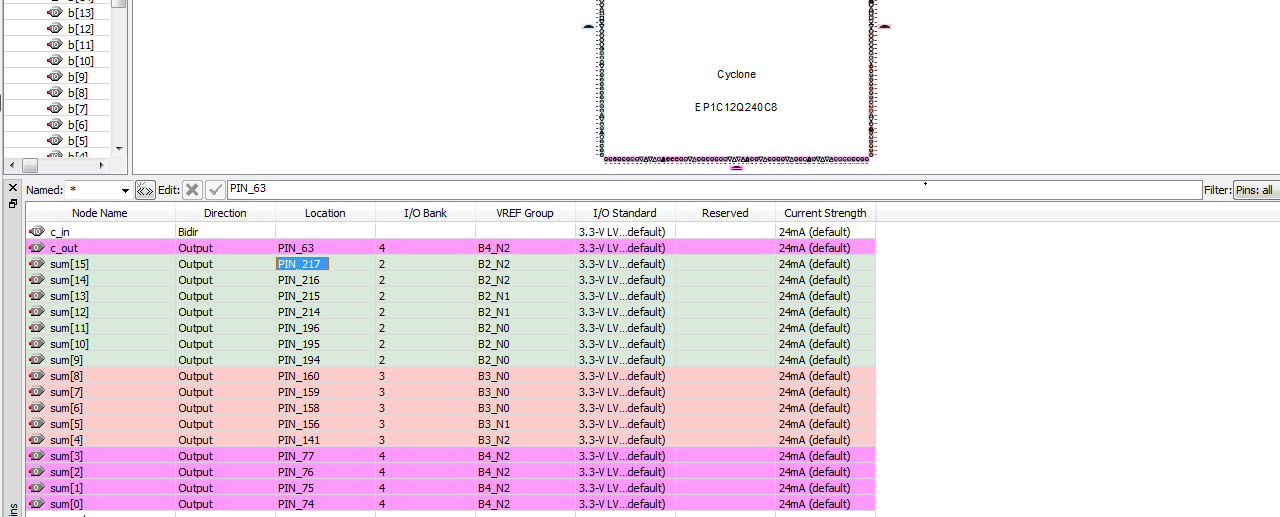 b[13]
b[12]
b[11]
b[10]
b[9]
b[8]
b[7]
b[6]
b[5]
Cyclone
EP1C12Q240C8
Named: * Edit: PIN_63 Filter: Pins: all
Node Name Direction Location I/O Bank VREF Group I/O Standard Reserved Current Strength
c_in Bidir 3.3-V LV...default) 24mA (default)
c_out Output PIN_63 4 B4_N2 3.3-V LV...default) 24mA (default)
sum[15] Output PIN_217 2 B2_N2 3.3-V LV...default) 24mA (default)
sum[14] Output PIN_216 2 B2_N2 3.3-V LV...default) 24mA (default)
sum[13] Output PIN_215 2 B2_N1 3.3-V LV...default) 24mA (default)
sum[12] Output PIN_214 2 B2_N1 3.3-V LV...default) 24mA (default)
sum[11] Output PIN_196 2 B2_N0 3.3-V LV...default) 24mA (default)
sum[10] Output PIN_195 2 B2_N0 3.3-V LV...default) 24mA (default)
sum[9] Output PIN_194 2 B2_N0 3.3-V LV...default) 24mA (default)
sum[8] Output PIN_160 3 B3_N0 3.3-V LV...default) 24mA (default)
sum[7] Output PIN_159 3 B3_N0 3.3-V LV...default) 24mA (default)
sum[6] Output PIN_158 3 B3_N0 3.3-V LV...default) 24mA (default)
sum[5] Output PIN_156 3 B3_N1 3.3-V LV...default) 24mA (default)
sum[4] Output PIN_141 3 B3_N2 3.3-V LV...default) 24mA (default)
sum[3] Output PIN_77 4 B4_N2 3.3-V LV...default) 24mA (default)
sum[2] Output PIN_76 4 B4_N2 3.3-V LV...default) 24mA (default)
sum[1] Output PIN_75 4 B4_N2 3.3-V LV...default) 24mA (default)
sum[0] Output PIN_74 4 B4_N2 3.3-V LV...default) 24mA (default)